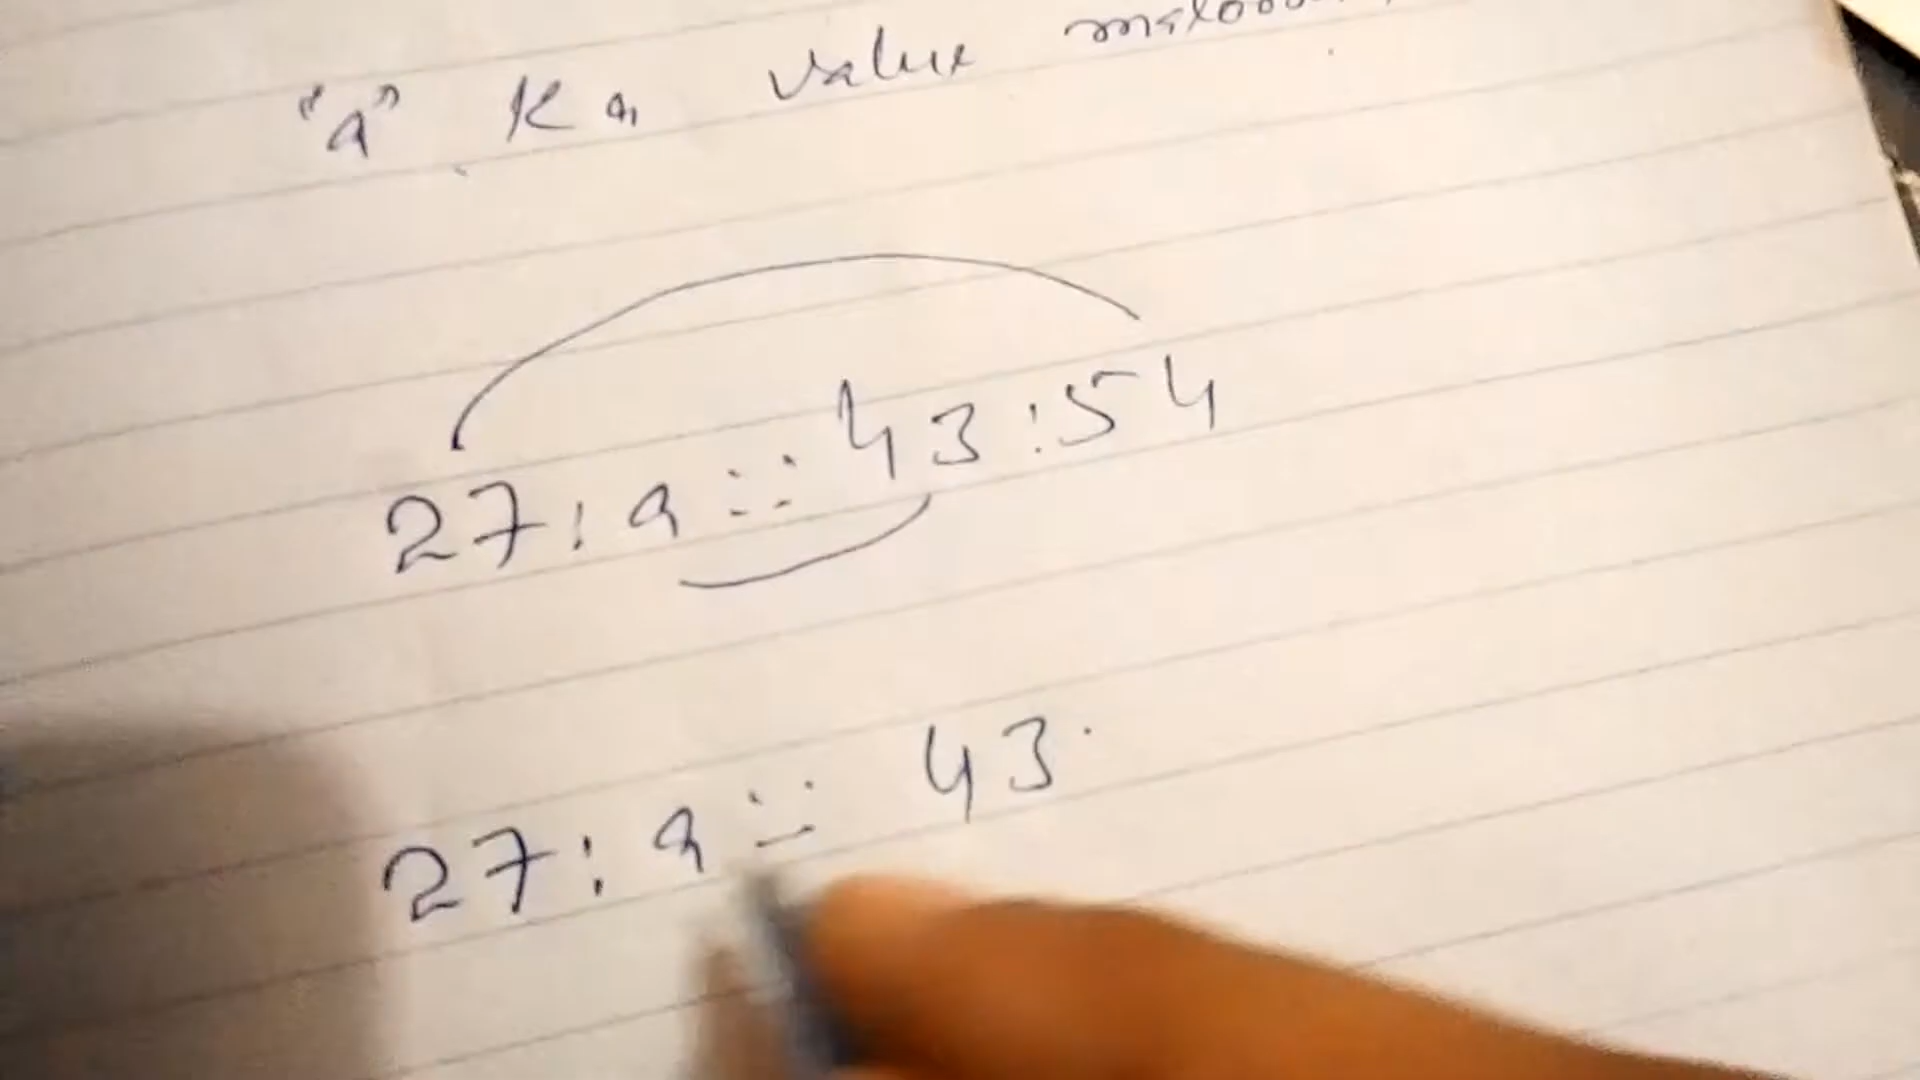 "a" Ka value
27 : a :: 43 : 54
27 : a :: 43